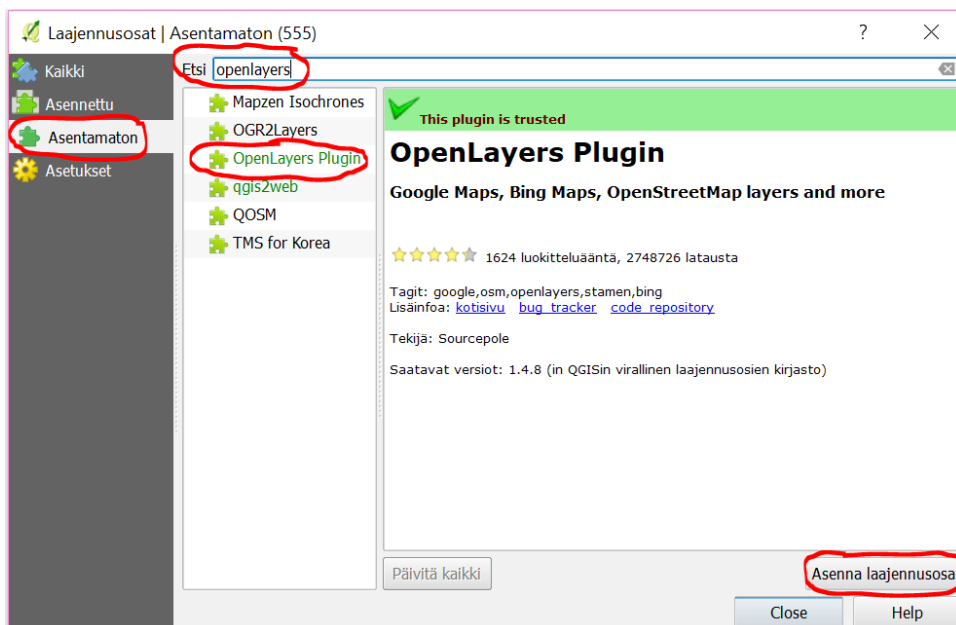 Laajennusosat | Asentamaton (555)
Kaikki
Asennettu
Asentamaton
Asetukset
Etsi openlayers
Mapzen Isochrones
OGR2Layers
OpenLayers Plugin
qgis2web
QOSM
TMS for Korea
This plugin is trusted
OpenLayers Plugin
Google Maps, Bing Maps, OpenStreetMap layers and more
1624 luokitteluääntä, 2748726 latausta
Tagit: google,osm,openlayers,stamen,bing
Lisäinfoa: kotisivu bug tracker code repository
Tekijä: Sourcepole
Saatavat versiot: 1.4.8 (in QGISin virallinen laajennusosien kirjasto)
Päivitä kaikki
Asenna laajennusosa
Close
Help